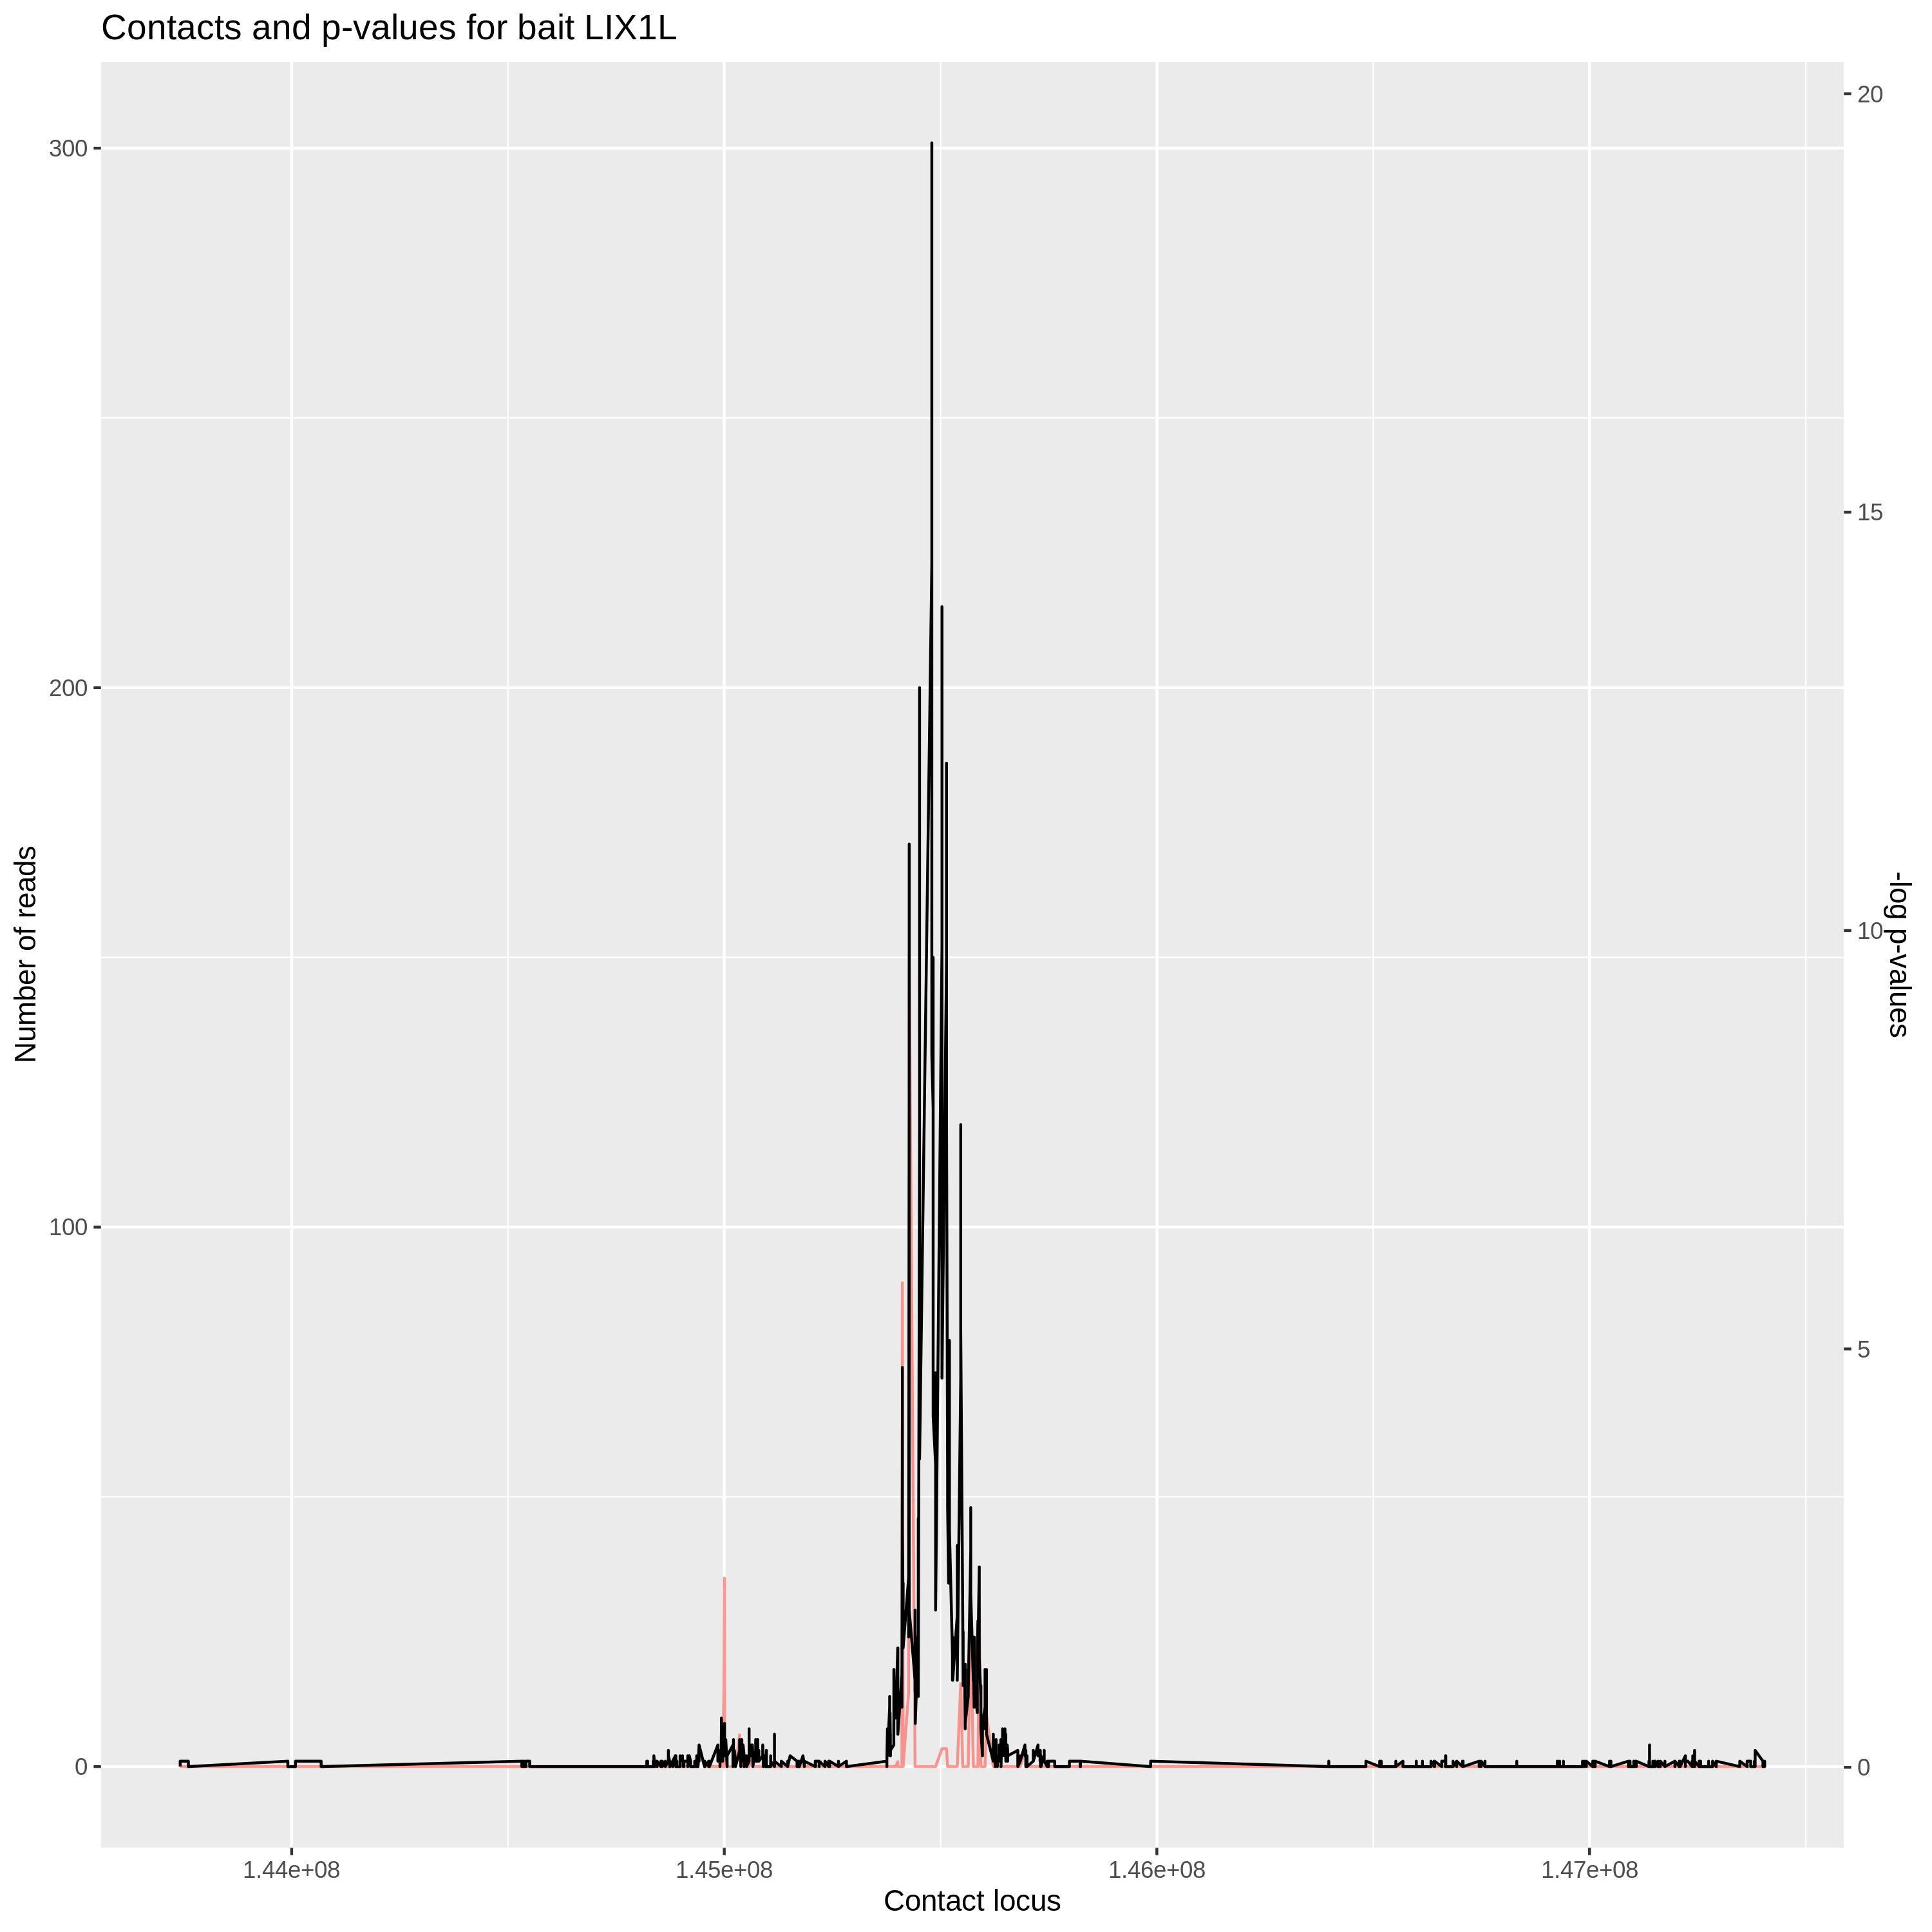 Contacts and p-values for bait LIX1L
300
200
100
0
Number of reads
20
15
10
5
0
-log p-values
1.44e+08
1.45e+08
1.46e+08
1.47e+08
Contact locus